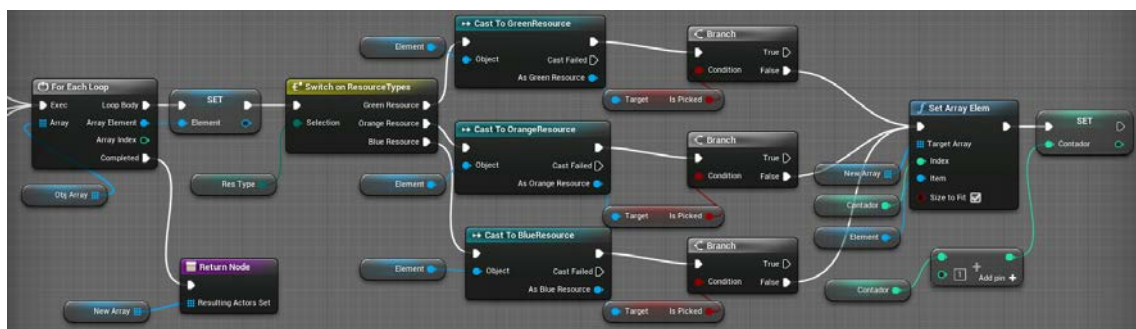 For Each Loop
Exec Loop Body
Array Array Element
Array Index
Completed
Obj Array
SET
Element
Switch on ResourceTypes
Green Resource
Selection Orange Resource
Blue Resource
Res Type
Return Node
Resulting Actors Set
New Array
Element
Cast To GreenResource
Object Cast Failed
As Green Resource
Branch
True
Condition False
Target Is Picked
Element
Cast To OrangeResource
Object Cast Failed
As Orange Resource
Branch
True
Condition False
Target Is Picked
Element
Cast To BlueResource
Object Cast Failed
As Blue Resource
Branch
True
Condition False
Target Is Picked
New Array
Contador
Element
Set Array Elem
Target Array
Index
Item
Size to Fit
SET
Contador
Contador
1
+
Add pin +